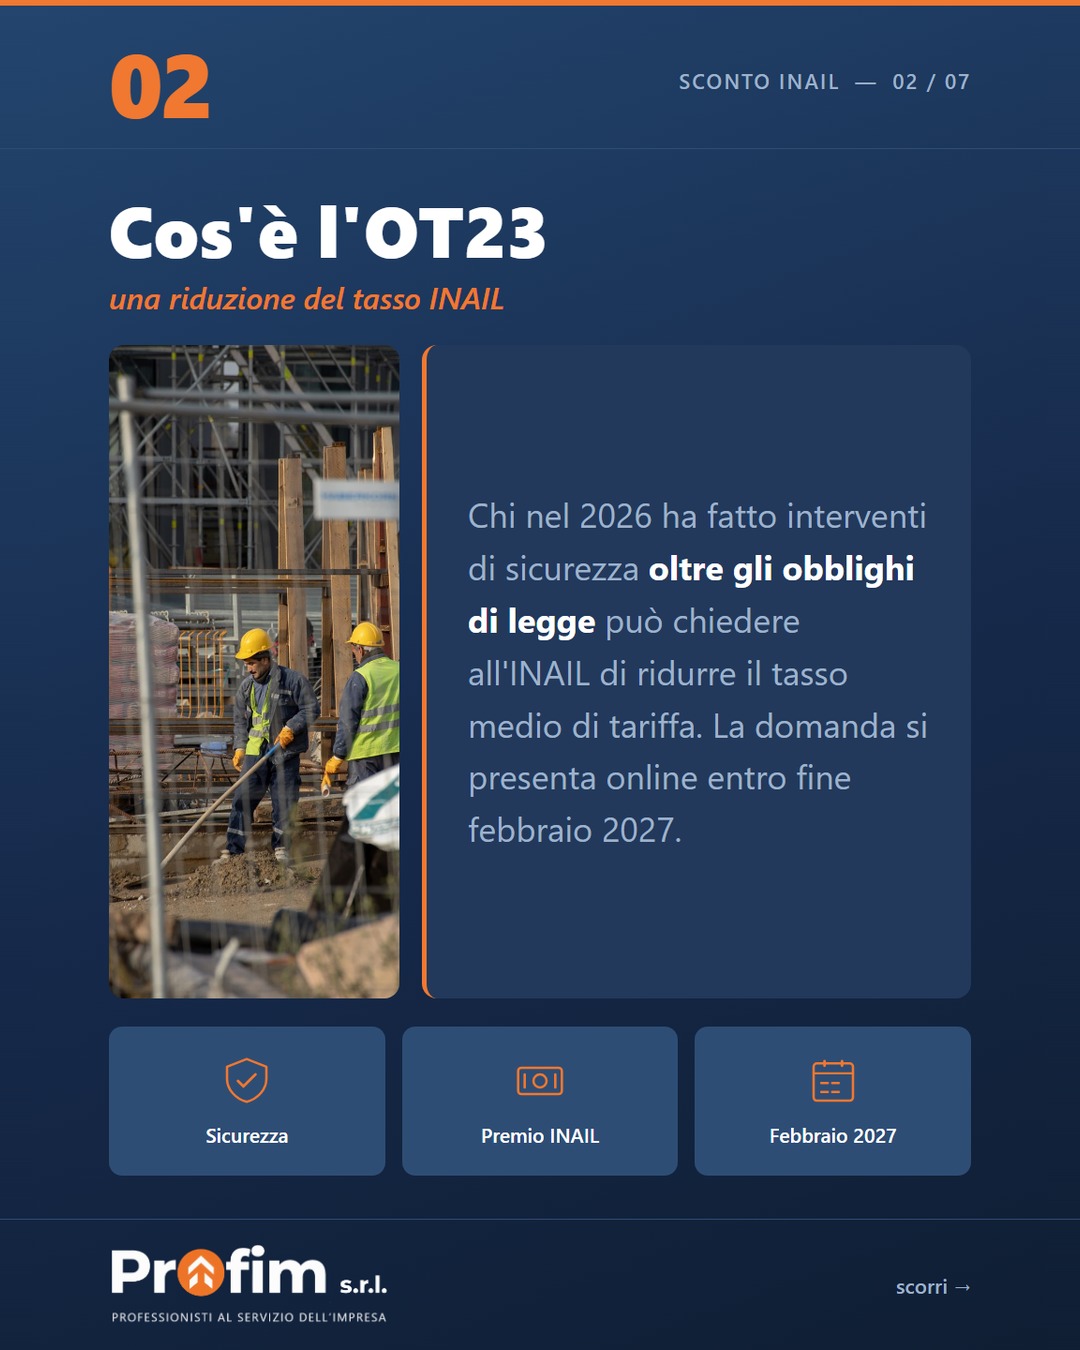 02
SCONTO INAIL — 02 / 07
Cos'è l'OT23
una riduzione del tasso INAIL
Chi nel 2026 ha fatto interventi
di sicurezza oltre gli obblighi
di legge può chiedere
all'INAIL di ridurre il tasso
medio di tariffa. La domanda si
presenta online entro fine
febbraio 2027.
Sicurezza
Premio INAIL
Febbraio 2027
Profim s.r.l.
PROFESSIONISTI AL SERVIZIO DELL'IMPRESA
scorri →